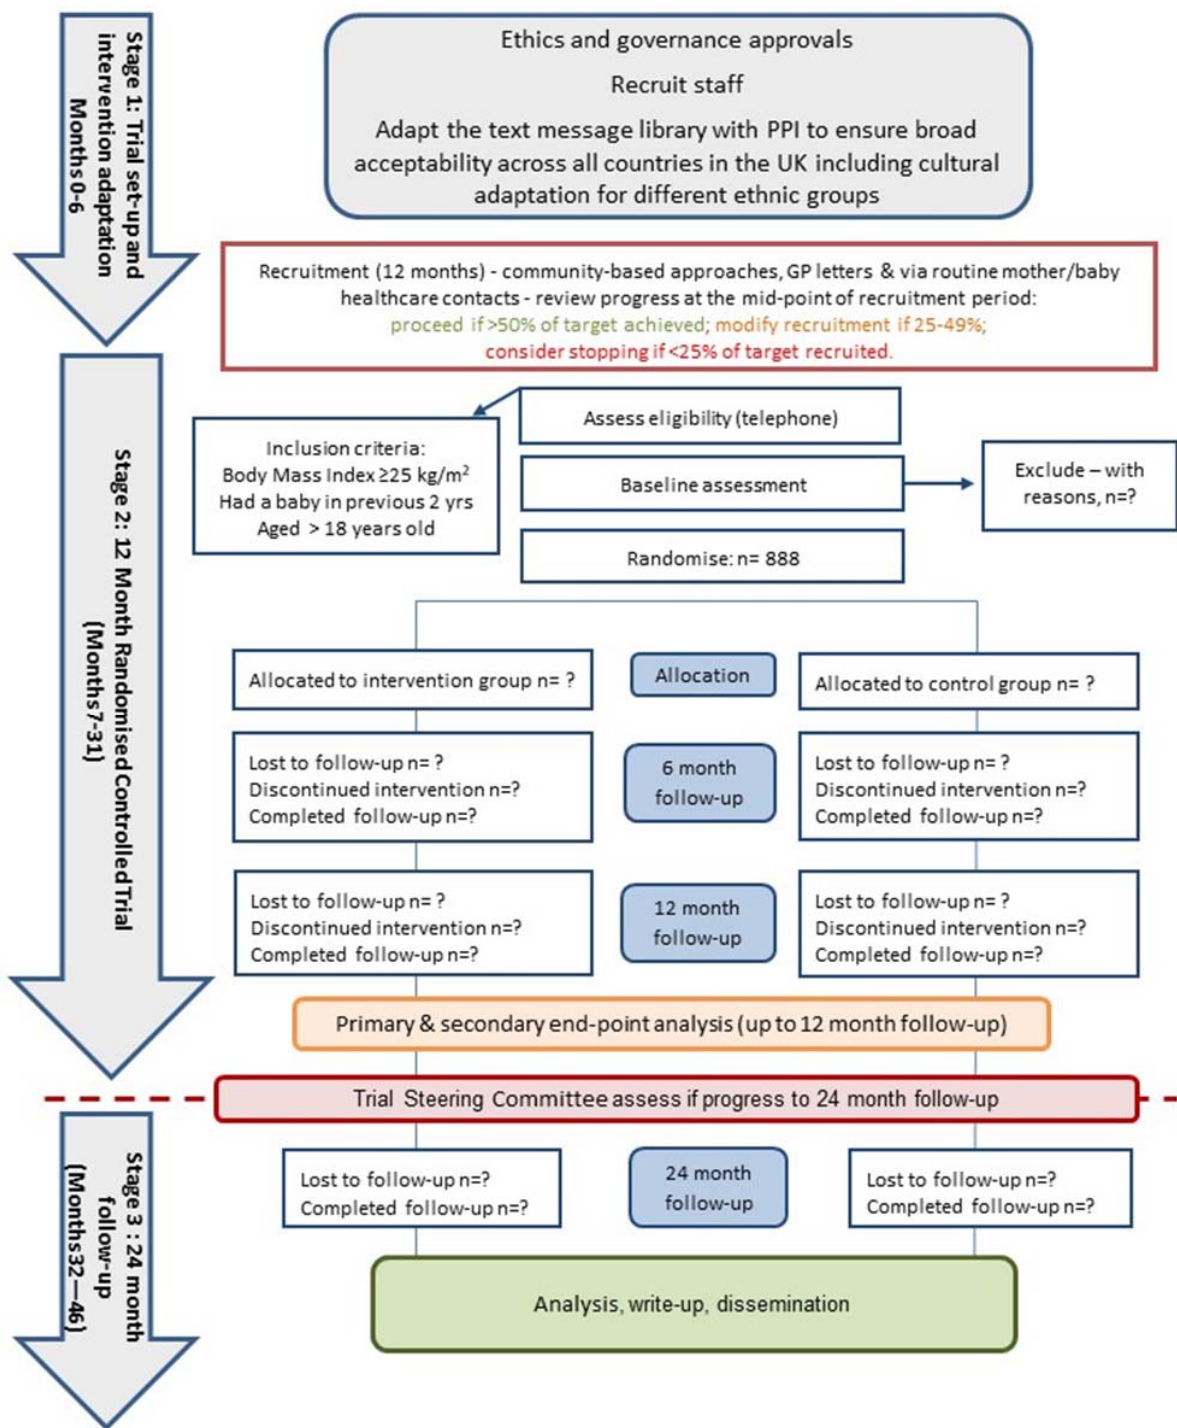 Stage 1: Trial set-up and
intervention adaptation
Months 0-6
Ethics and governance approvals
Recruit staff
Adapt the text message library with PPI to ensure broad
acceptability across all countries in the UK including cultural
adaptation for different ethnic groups
Recruitment (12 months) - community-based approaches, GP letters & via routine mother/baby
healthcare contacts - review progress at the mid-point of recruitment period:
proceed if >50% of target achieved; modify recruitment if 25-49%;
consider stopping if <25% of target recruited.
Stage 2: 12 Month Randomised Controlled Trial
(Months 7-31)
Assess eligibility (telephone)
Inclusion criteria:
Body Mass Index ≥25 kg/m²
Had a baby in previous 2 yrs
Aged > 18 years old
Baseline assessment
Exclude – with
reasons, n=?
Randomise: n= 888
Allocated to intervention group n= ?
Allocation
Allocated to control group n= ?
Lost to follow-up n= ?
Discontinued intervention n=?
Completed follow-up n=?
6 month
follow-up
Lost to follow-up n= ?
Discontinued intervention n=?
Completed follow-up n=?
Lost to follow-up n= ?
Discontinued intervention n=?
Completed follow-up n=?
12 month
follow-up
Lost to follow-up n= ?
Discontinued intervention n=?
Completed follow-up n=?
Primary & secondary end-point analysis (up to 12 month follow-up)
Trial Steering Committee assess if progress to 24 month follow-up
Stage 3 : 24 month
follow-up
(Months 32—46)
Lost to follow-up n=?
Completed follow-up n=?
24 month
follow-up
Lost to follow-up n=?
Completed follow-up n=?
Analysis, write-up, dissemination